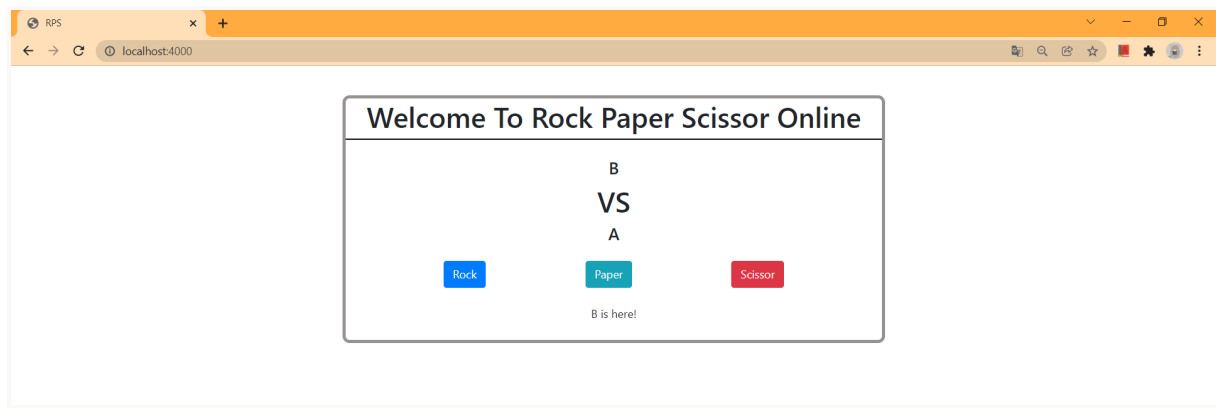 RPS
localhost:4000
Welcome To Rock Paper Scissor Online
B
VS
A
Rock Paper Scissor
B is here!